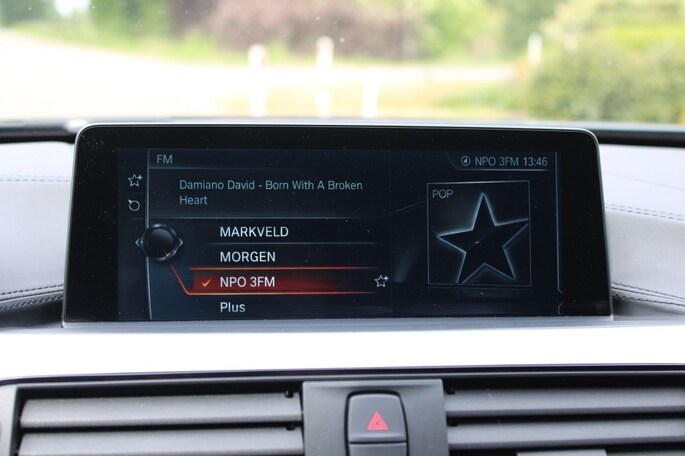 FM
NPO 3FM 13:46
Damiano David - Born With A Broken
Heart
POP
MARKVELD
MORGEN
NPO 3FM
Plus